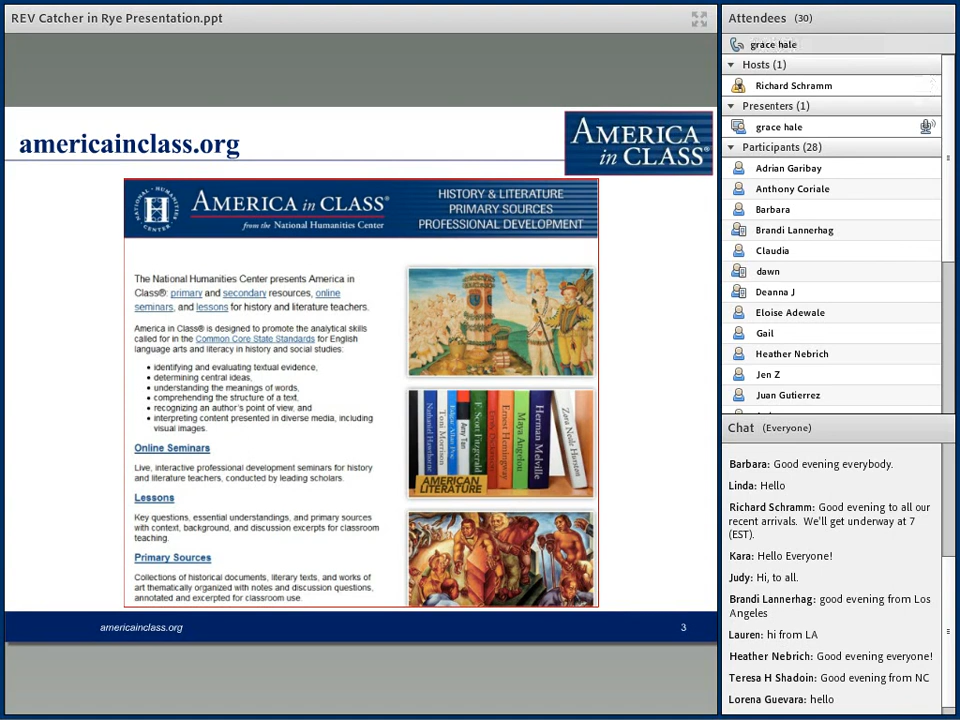 REV Catcher in Rye Presentation.ppt
americainclass.org
AMERICA
in CLASS®
NATIONAL HUMANITIES CENTER
AMERICA in CLASS®
from the National Humanities Center
HISTORY & LITERATURE
PRIMARY SOURCES
PROFESSIONAL DEVELOPMENT
The National Humanities Center presents America in
Class®: primary and secondary resources, online
seminars, and lessons for history and literature teachers.
America in Class® is designed to promote the analytical skills
called for in the Common Core State Standards for English
language arts and literacy in history and social studies:
• identifying and evaluating textual evidence,
• determining central ideas,
• understanding the meanings of words,
• comprehending the structure of a text,
• recognizing an author's point of view, and
• interpreting content presented in diverse media, including
visual images.
Online Seminars
Live, interactive professional development seminars for history
and literature teachers, conducted by leading scholars.
Lessons
Key questions, essential understandings, and primary sources
with context, background, and discussion excerpts for classroom
teaching.
Primary Sources
Collections of historical documents, literary texts, and works of
art thematically organized with notes and discussion questions,
annotated and excerpted for classroom use.
Nathaniel Hawthorne
Toni Morrison
Edgar Allan Poe
Amy Tan
F. Scott Fitzgerald
Emily Dickinson
Ernest Hemingway
Maya Angelou
Herman Melville
Zora Neale Hurston
AMERICAN
LITERATURE
americainclass.org
3
Attendees (30)
grace hale
Hosts (1)
Richard Schramm
Presenters (1)
grace hale
Participants (28)
Adrian Garibay
Anthony Coriale
Barbara
Brandi Lannerhag
Claudia
dawn
Deanna J
Eloise Adewale
Gail
Heather Nebrich
Jen Z
Juan Gutierrez
Chat (Everyone)
Barbara: Good evening everybody.
Linda: Hello
Richard Schramm: Good evening to all our
recent arrivals. We'll get underway at 7
(EST).
Kara: Hello Everyone!
Judy: Hi, to all.
Brandi Lannerhag: good evening from Los
Angeles
Lauren: hi from LA
Heather Nebrich: Good evening everyone!
Teresa H Shadoin: Good evening from NC
Lorena Guevara: hello